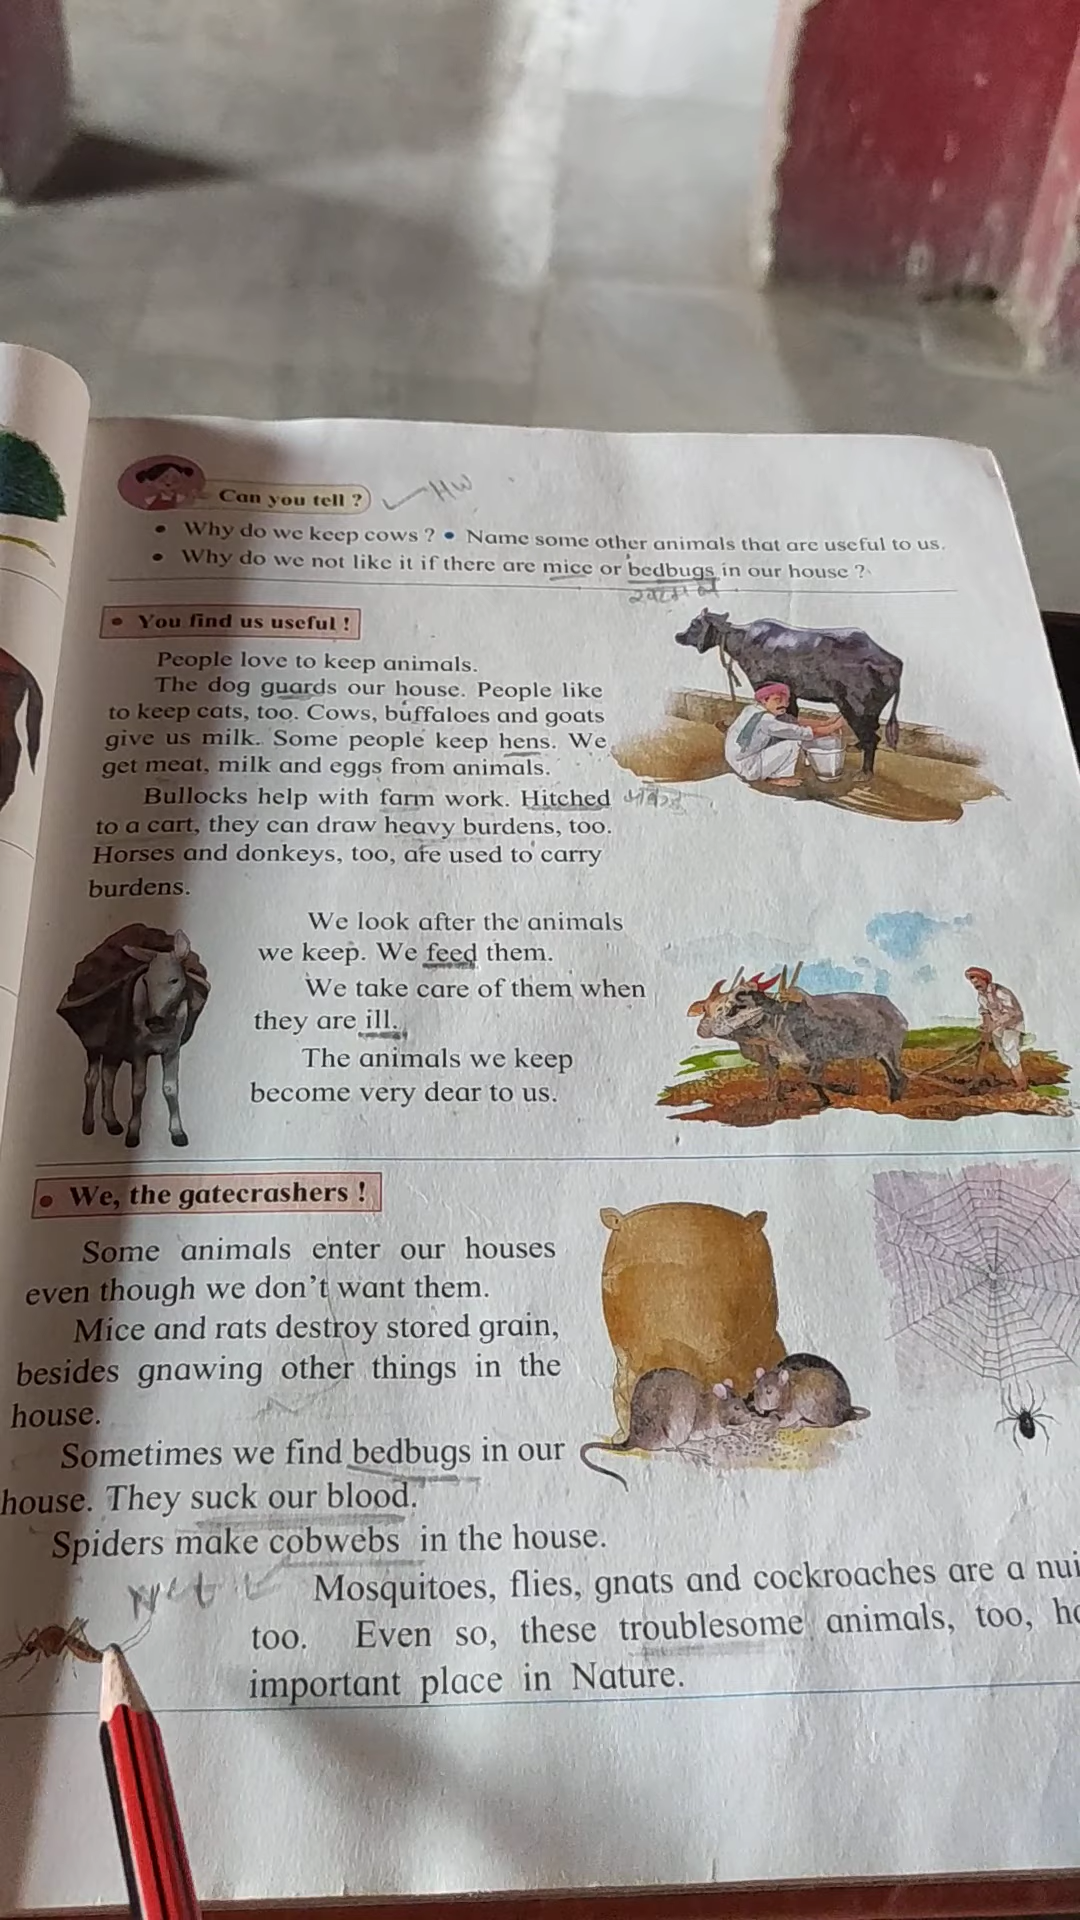 Can you tell ? HW
• Why do we keep cows ? • Name some other animals that are useful to us.
• Why do we not like it if there are mice or bedbugs in our house ?
• You find us useful !
People love to keep animals.
The dog guards our house. People like
to keep cats, too. Cows, buffaloes and goats
give us milk. Some people keep hens. We
get meat, milk and eggs from animals.
Bullocks help with farm work. Hitched
to a cart, they can draw heavy burdens, too.
Horses and donkeys, too, are used to carry
burdens.
We look after the animals
we keep. We feed them.
We take care of them when
they are ill.
The animals we keep
become very dear to us.
• We, the gatecrashers !
Some animals enter our houses
even though we don't want them.
Mice and rats destroy stored grain,
besides gnawing other things in the
house.
Sometimes we find bedbugs in our
house. They suck our blood.
Spiders make cobwebs in the house.
Net
Mosquitoes, flies, gnats and cockroaches are a nui
too. Even so, these troublesome animals, too, h
important place in Nature.